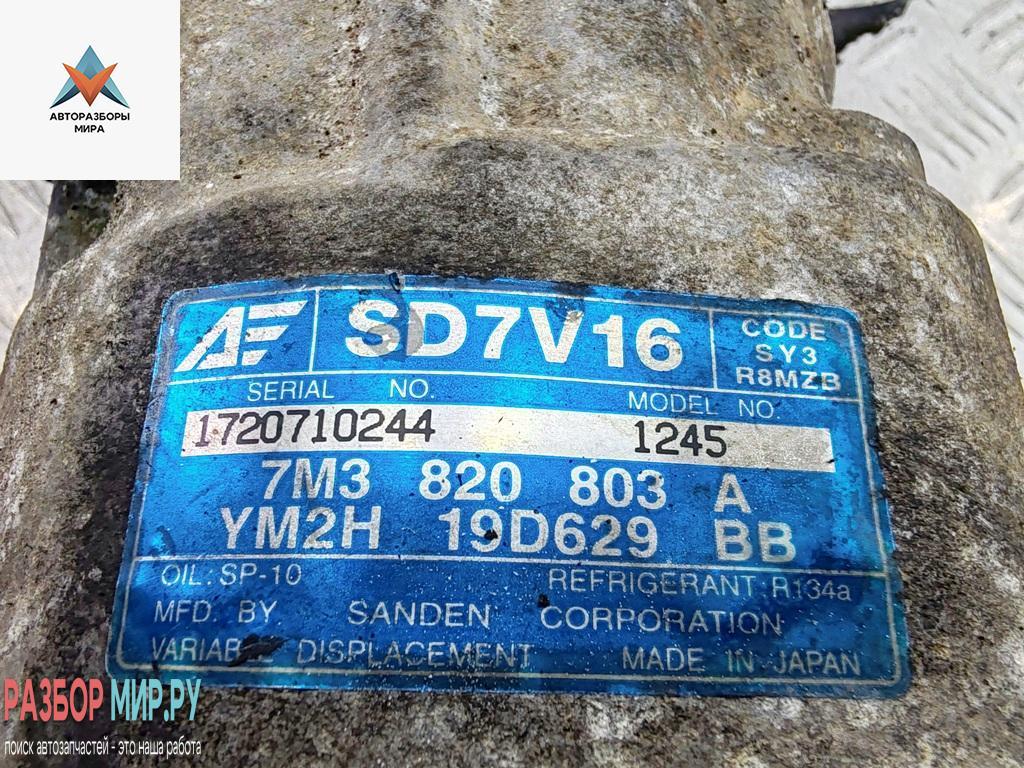 АВТОРАЗБОРЫ
МИРА
AE SD7V16 CODE
SY3
R8MZB
SERIAL NO. MODEL NO.
1720710244 1245
7M3 820 803 A
YM2H 19D629 BB
OIL: SP-10 REFRIGERANT: R134a
MFD. BY SANDEN CORPORATION
VARIABLE DISPLACEMENT MADE IN JAPAN
РАЗБОР МИР.РУ
поиск автозапчастей - это наша работа